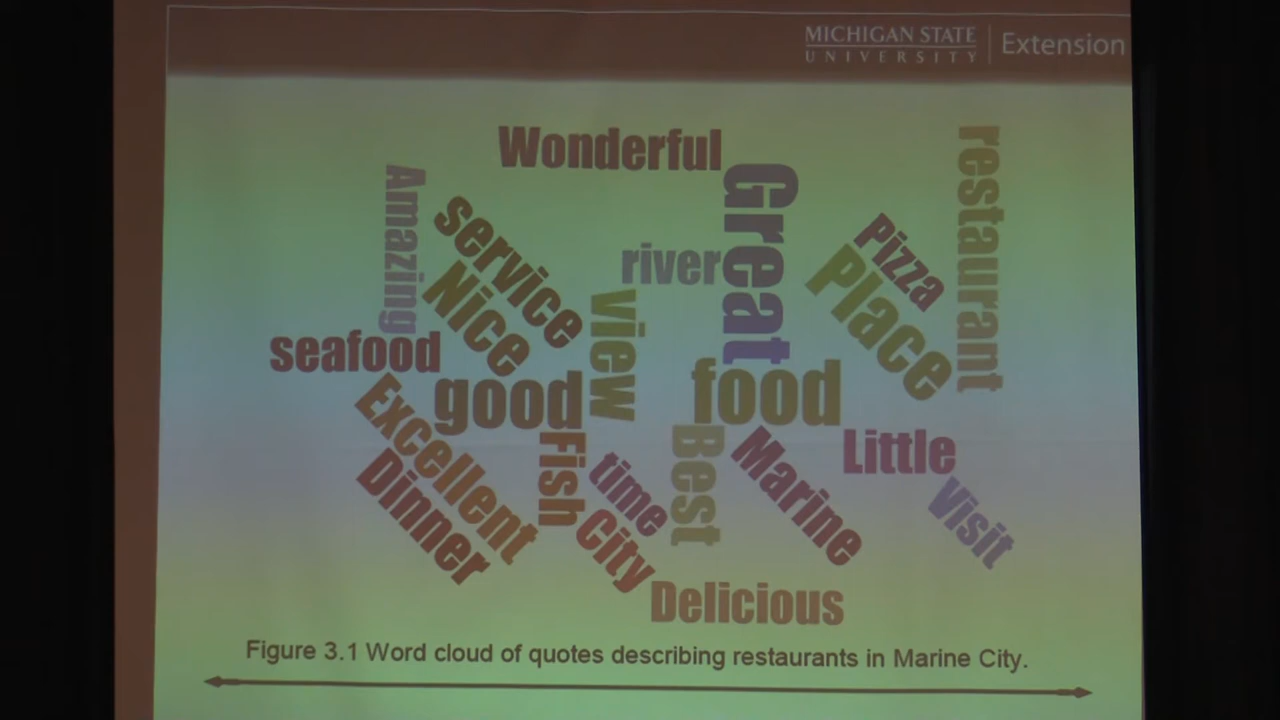 MICHIGAN STATE
UNIVERSITY
Extension
Wonderful
Great
restaurant
Amazing
service
river
Pizza
Nice
view
Place
seafood
good
food
Excellent
Fish
time
Best
Marine
Little
Dinner
City
Visit
Delicious
Figure 3.1 Word cloud of quotes describing restaurants in Marine City.